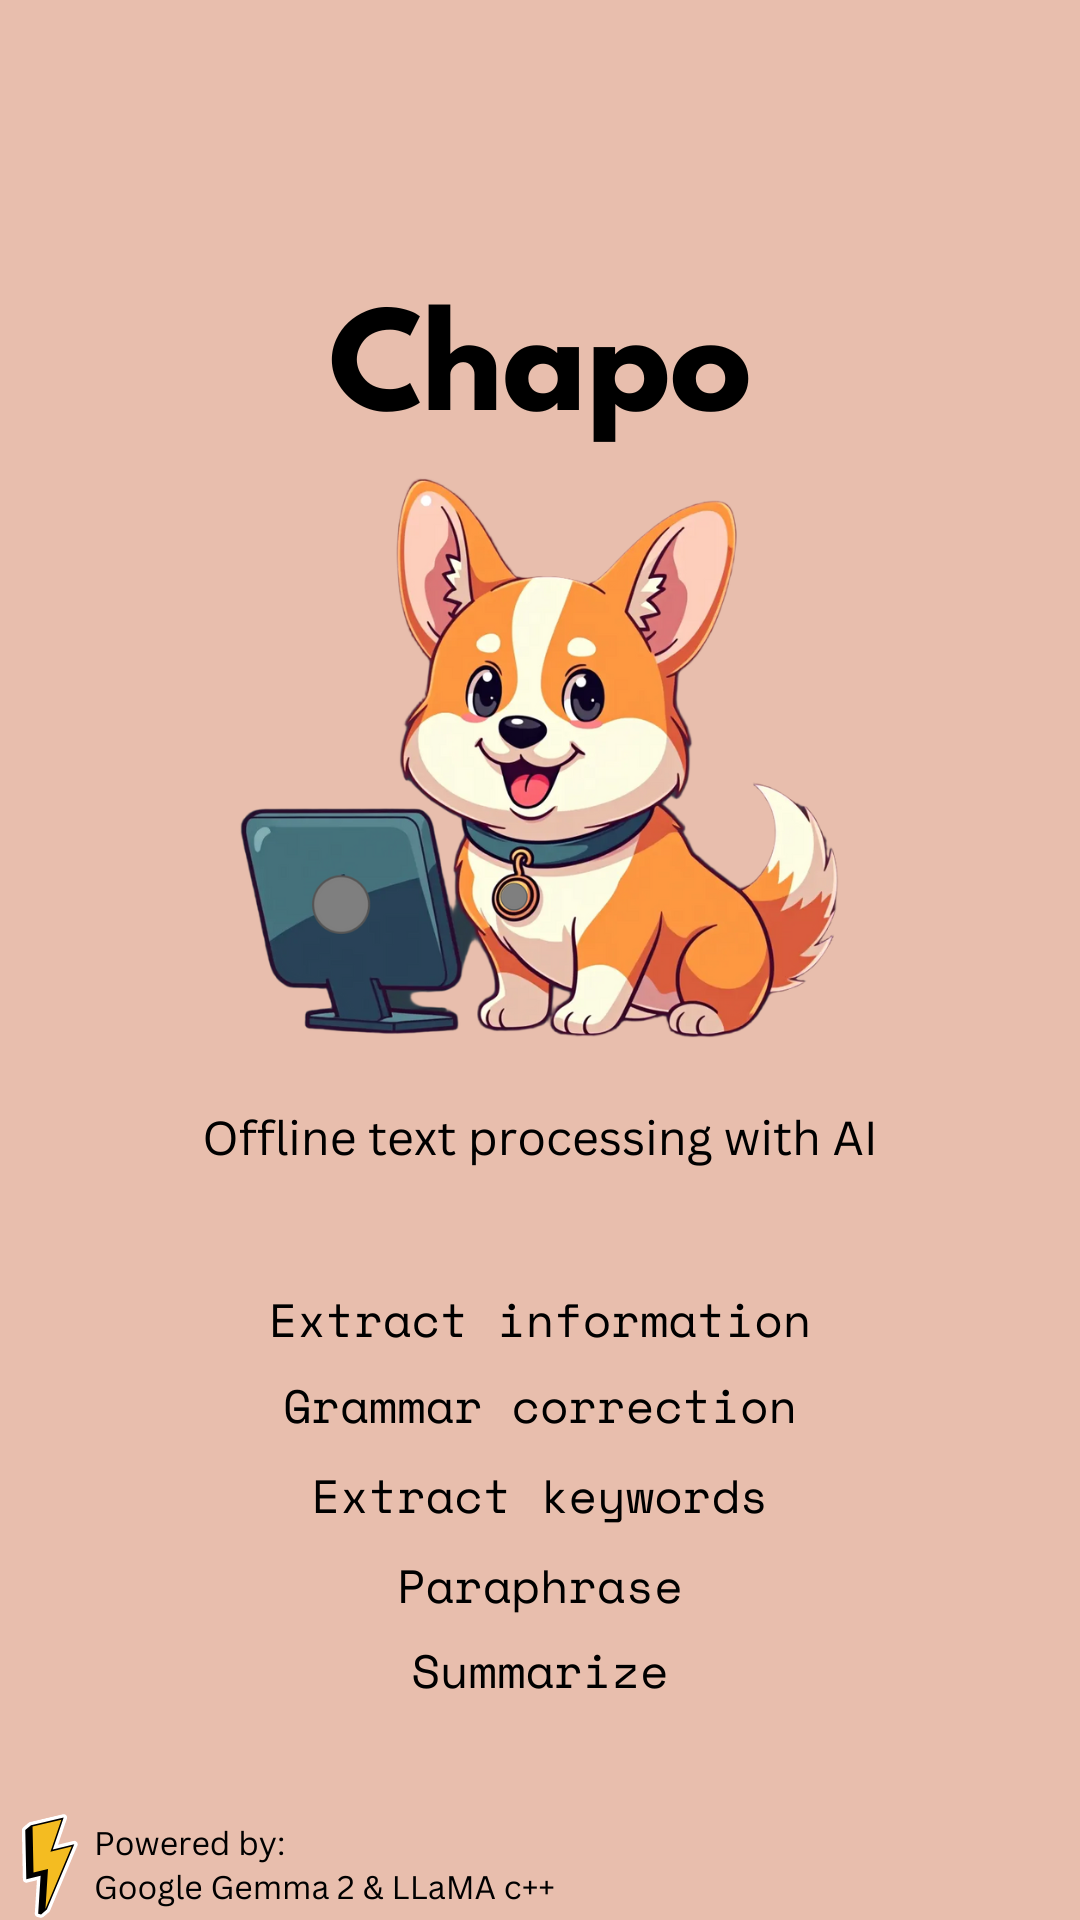 Chapo
Offline text processing with AI
Extract information
Grammar correction
Extract keywords
Paraphrase
Summarize
Powered by:
Google Gemma 2 & LLaMA c++